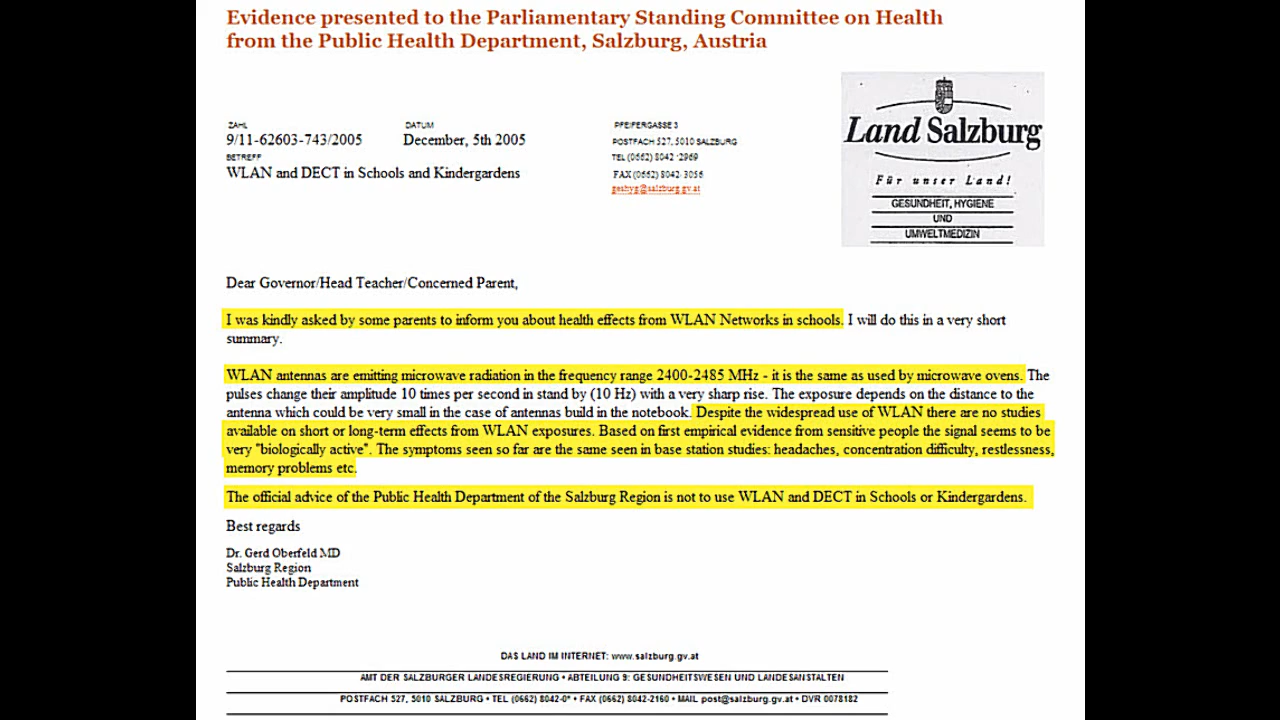 Evidence presented to the Parliamentary Standing Committee on Health
from the Public Health Department, Salzburg, Austria
Land Salzburg
Für unser Land!
GESUNDHEIT, HYGIENE
UND
UMWELTMEDIZIN
ZAHL
9/11-62603-743/2005
DATUM
December, 5th 2005
BETREFF
WLAN and DECT in Schools and Kindergardens
PFEIFERGASSE 3
POSTFACH 527, 5010 SALZBURG
TEL (0662) 8042 2969
FAX (0662) 8042 3056
geshyg@salzburg.gv.at
Dear Governor/Head Teacher/Concerned Parent,
I was kindly asked by some parents to inform you about health effects from WLAN Networks in schools. I will do this in a very short
summary.
WLAN antennas are emitting microwave radiation in the frequency range 2400-2485 MHz - it is the same as used by microwave ovens. The
pulses change their amplitude 10 times per second in stand by (10 Hz) with a very sharp rise. The exposure depends on the distance to the
antenna which could be very small in the case of antennas build in the notebook. Despite the widespread use of WLAN there are no studies
available on short or long-term effects from WLAN exposures. Based on first empirical evidence from sensitive people the signal seems to be
very "biologically active". The symptoms seen so far are the same seen in base station studies: headaches, concentration difficulty, restlessness,
memory problems etc.
The official advice of the Public Health Department of the Salzburg Region is not to use WLAN and DECT in Schools or Kindergardens.
Best regards
Dr. Gerd Oberfeld MD
Salzburg Region
Public Health Department
DAS LAND IM INTERNET: www.salzburg.gv.at
AMT DER SALZBURGER LANDESREGIERUNG • ABTEILUNG 9: GESUNDHEITSWESEN UND LANDESANSTALTEN
POSTFACH 527, 5010 SALZBURG • TEL (0662) 8042-0* • FAX (0662) 8042-2160 • MAIL post@salzburg.gv.at • DVR 0078182